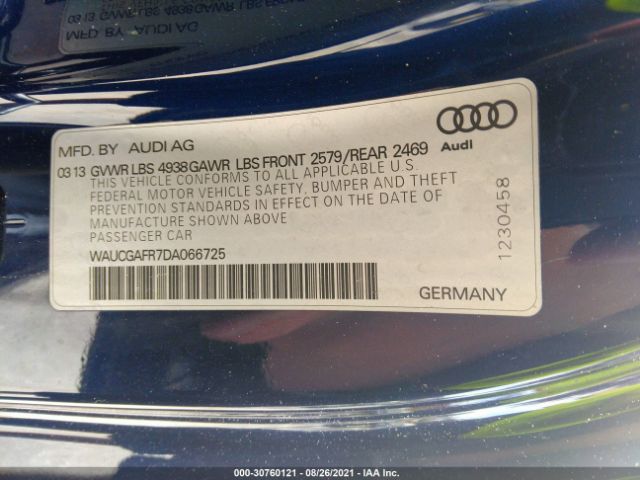 MFD. BY AUDI AG
0313 GVWR LBS 4938 GAWR LBS FRONT 2579/REAR 2469
THIS VEHICLE CONFORMS TO ALL APPLICABLE U.S.
FEDERAL MOTOR VEHICLE SAFETY, BUMPER AND THEFT
PREVENTION STANDARDS IN EFFECT ON THE DATE OF
MANUFACTURE SHOWN ABOVE
PASSENGER CAR
WAUCGAFR7DA066725
Audi
1230458
GERMANY
000-30760121 - 08/26/2021 - IAA Inc.